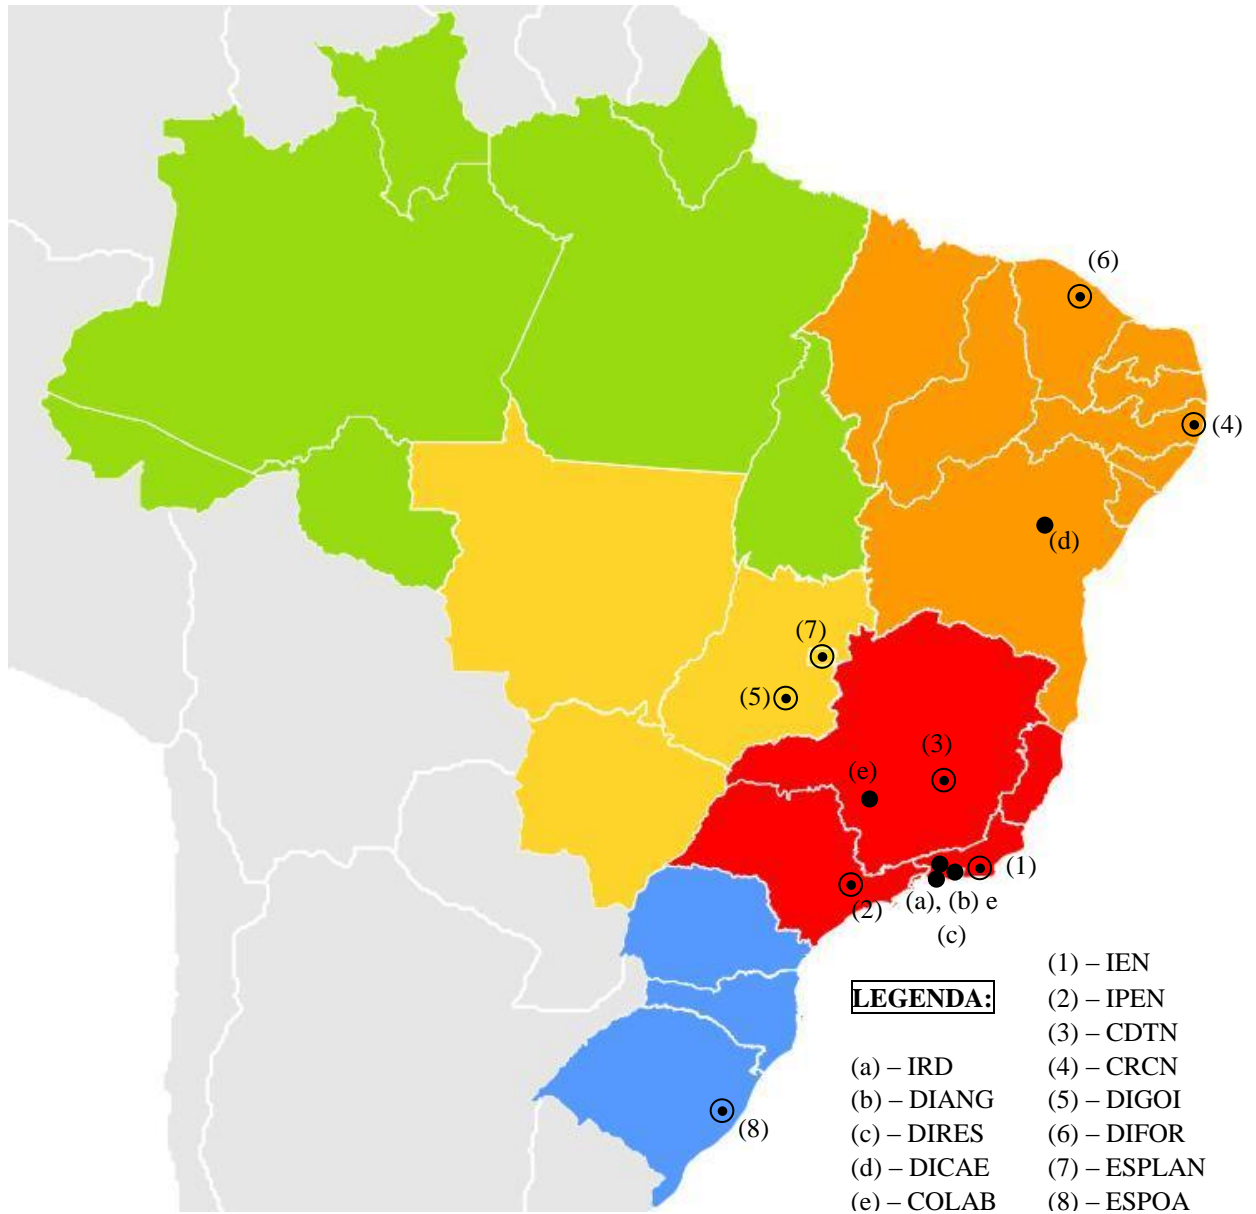 (6)
(4)
(d)
(7)
(5)
(3)
(e)
(1)
(2)
(a), (b) e
(c)
LEGENDA:
(a) – IRD
(b) – DIANG
(c) – DIRES
(d) – DICAE
(e) – COLAB
(1) – IEN
(2) – IPEN
(3) – CDTN
(4) – CRCN
(5) – DIGOI
(6) – DIFOR
(7) – ESPLAN
(8) – ESPOA
(8)